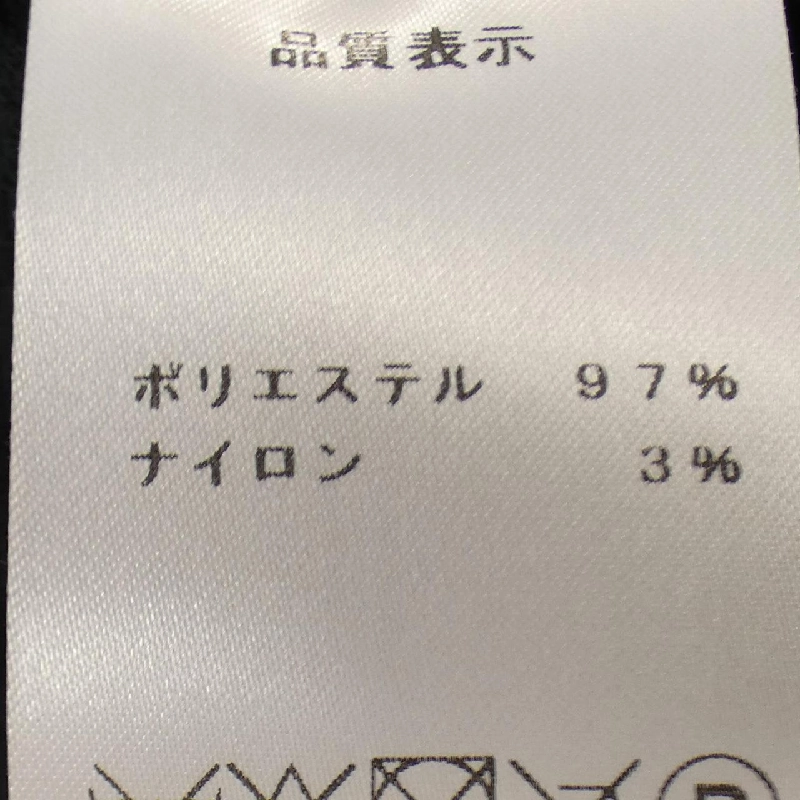 品質表示
ポリエステル 97%
ナイロン 3%